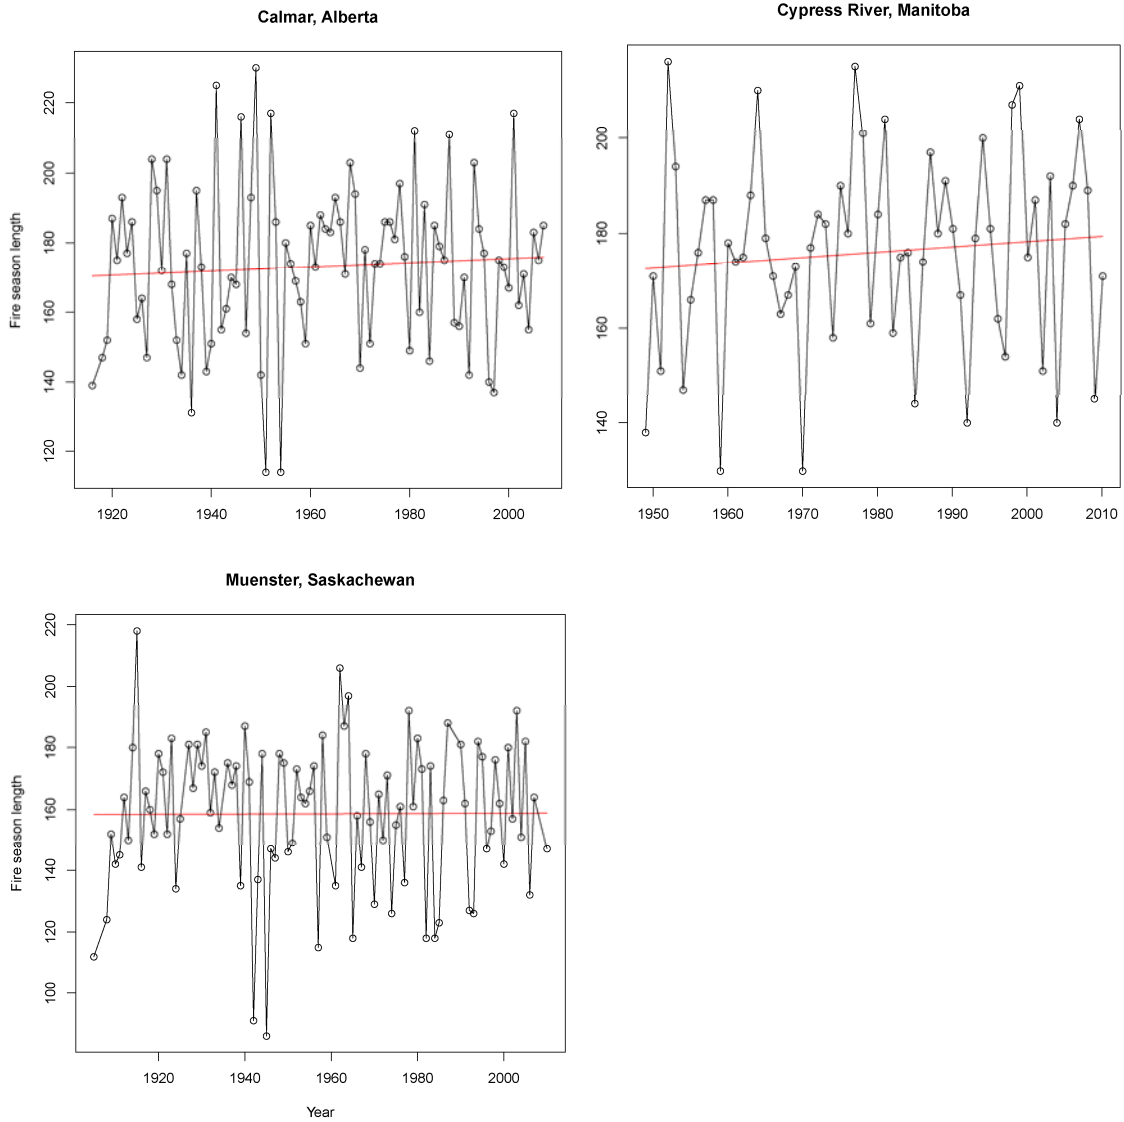 Calmar, Alberta
Fire season length
220
200
180
160
140
120
1920 1940 1960 1980 2000
Cypress River, Manitoba
200
180
160
140
1950 1960 1970 1980 1990 2000 2010
Muenster, Saskachewan
Fire season length
220
200
180
160
140
120
100
1920 1940 1960 1980 2000
Year